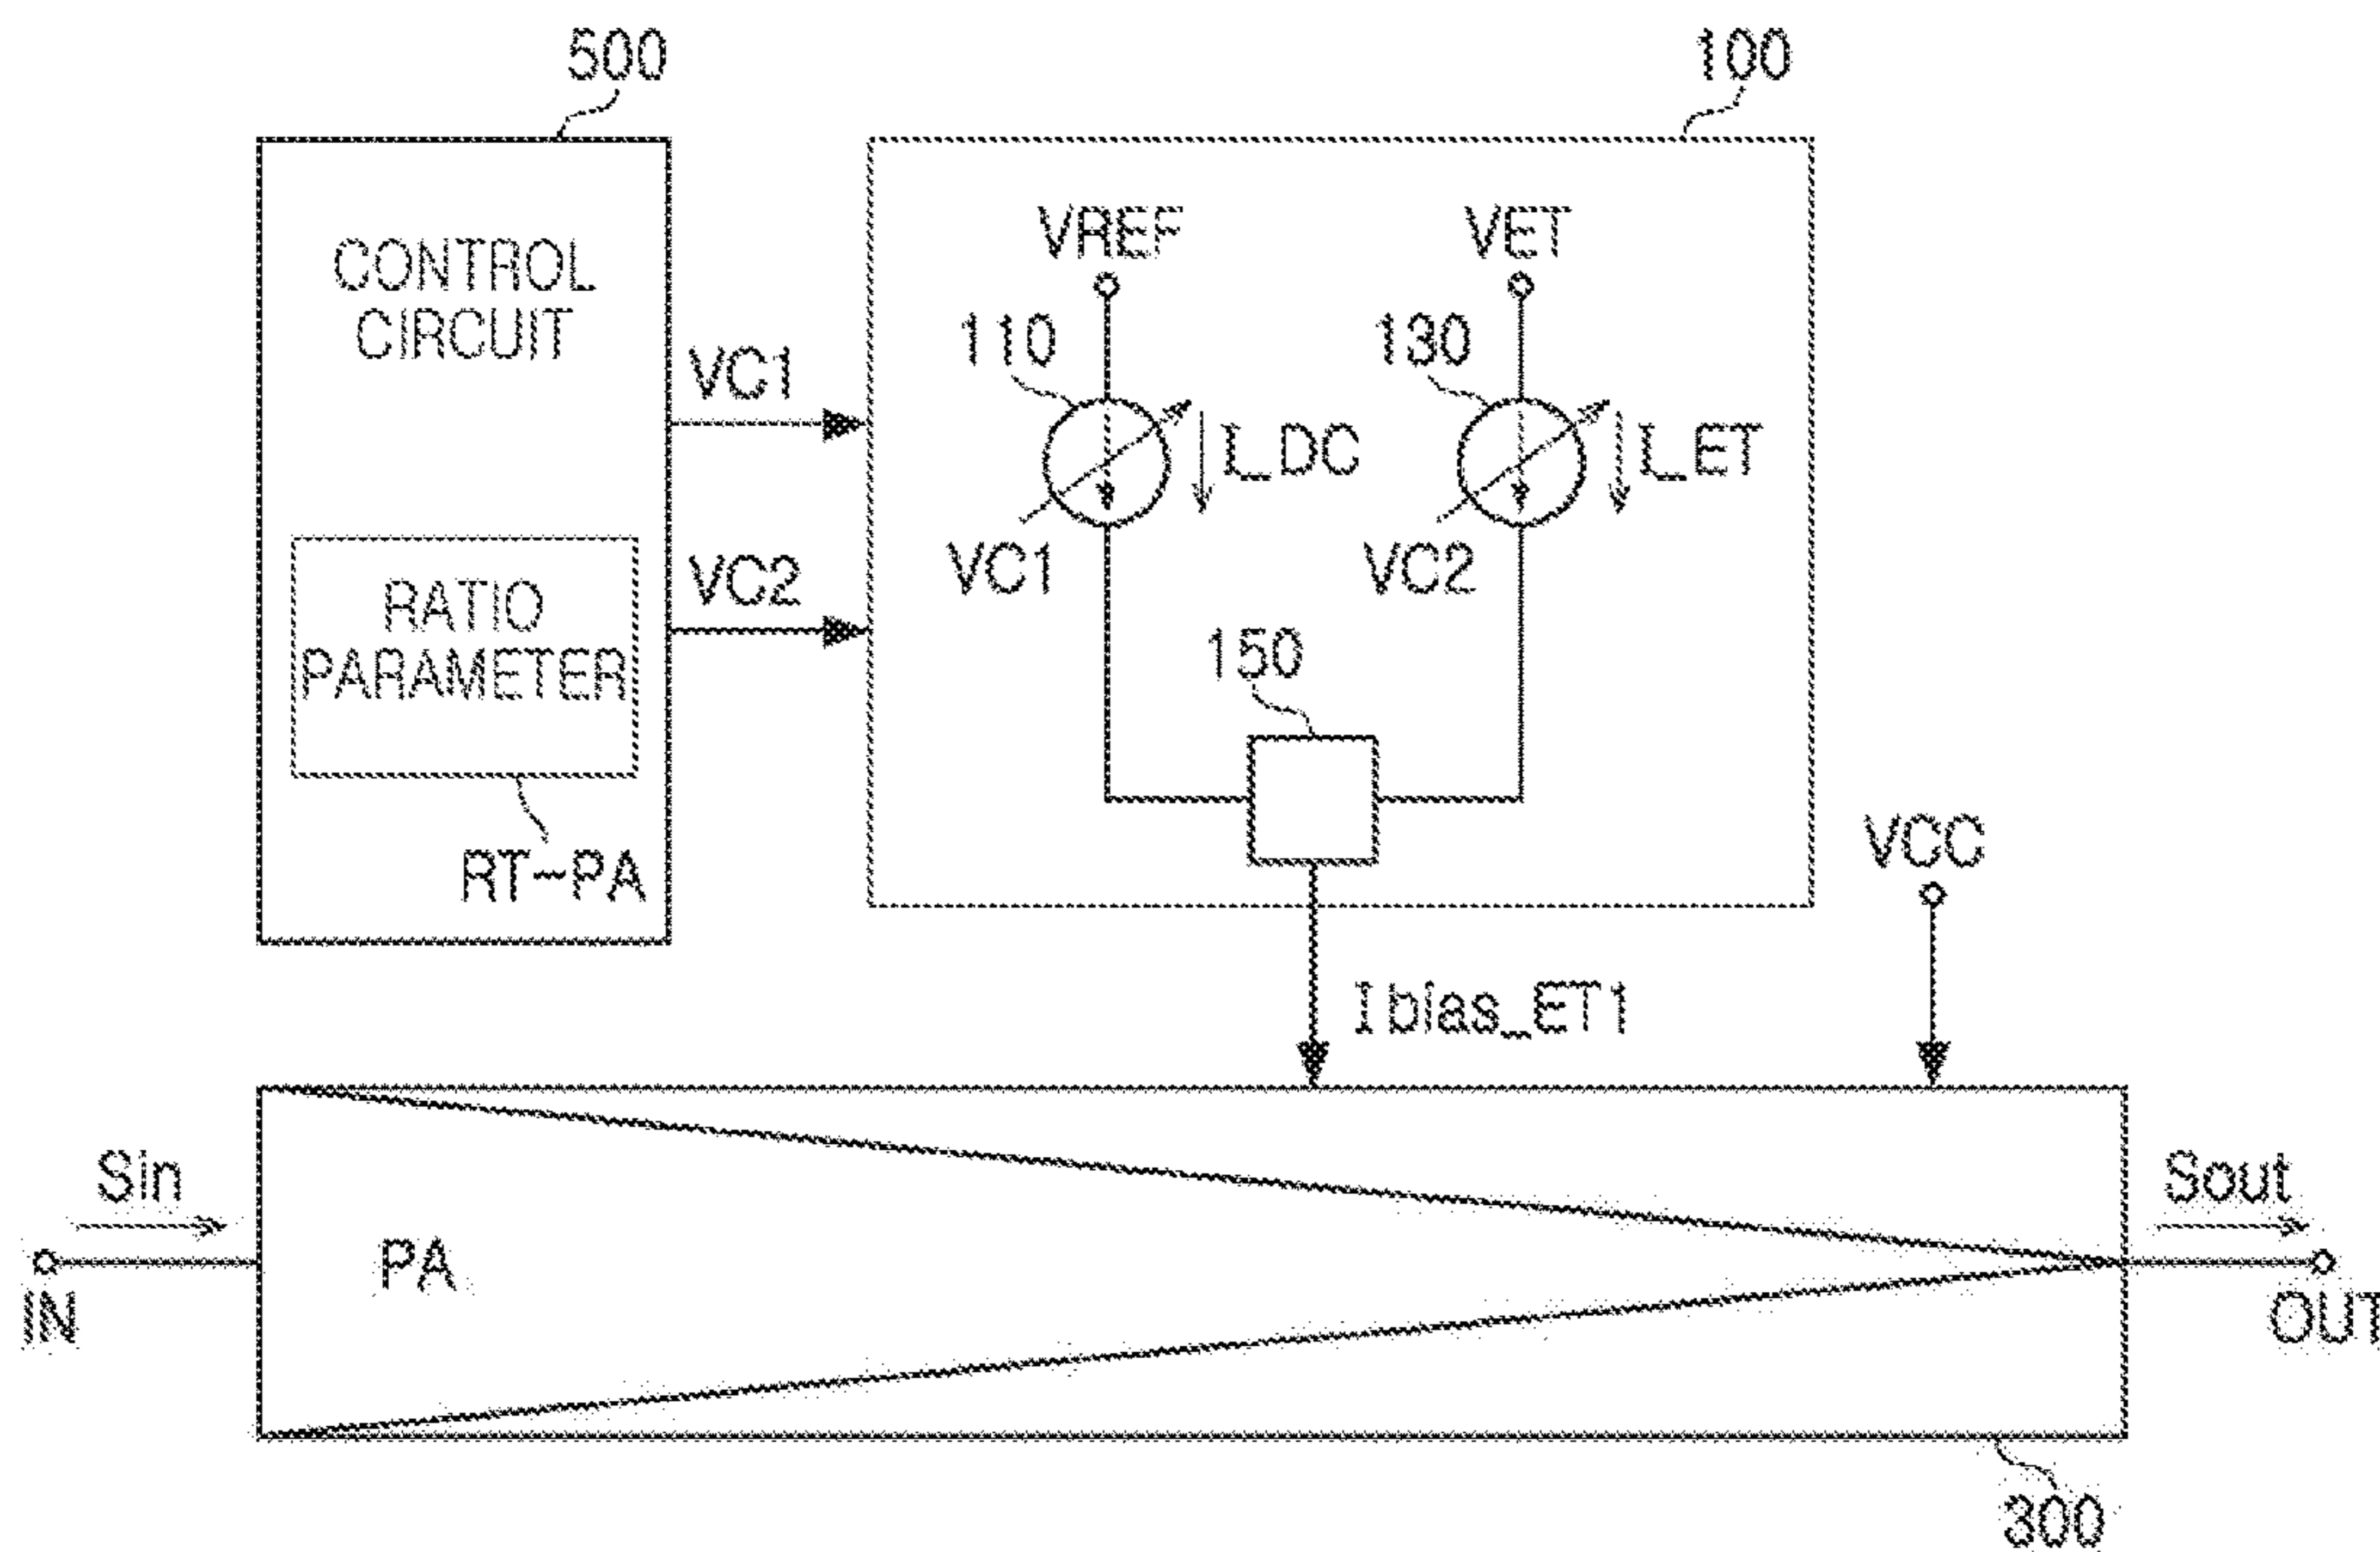 500
100
CONTROL
CIRCUIT
RATIO
PARAMETER
RT-PA
VC1
VC2
VREF
VET
110
130
I_DC
I_ET
VC1
VC2
150
VCC
Ibias_ET1
Sin
IN
PA
Sout
OUT
300